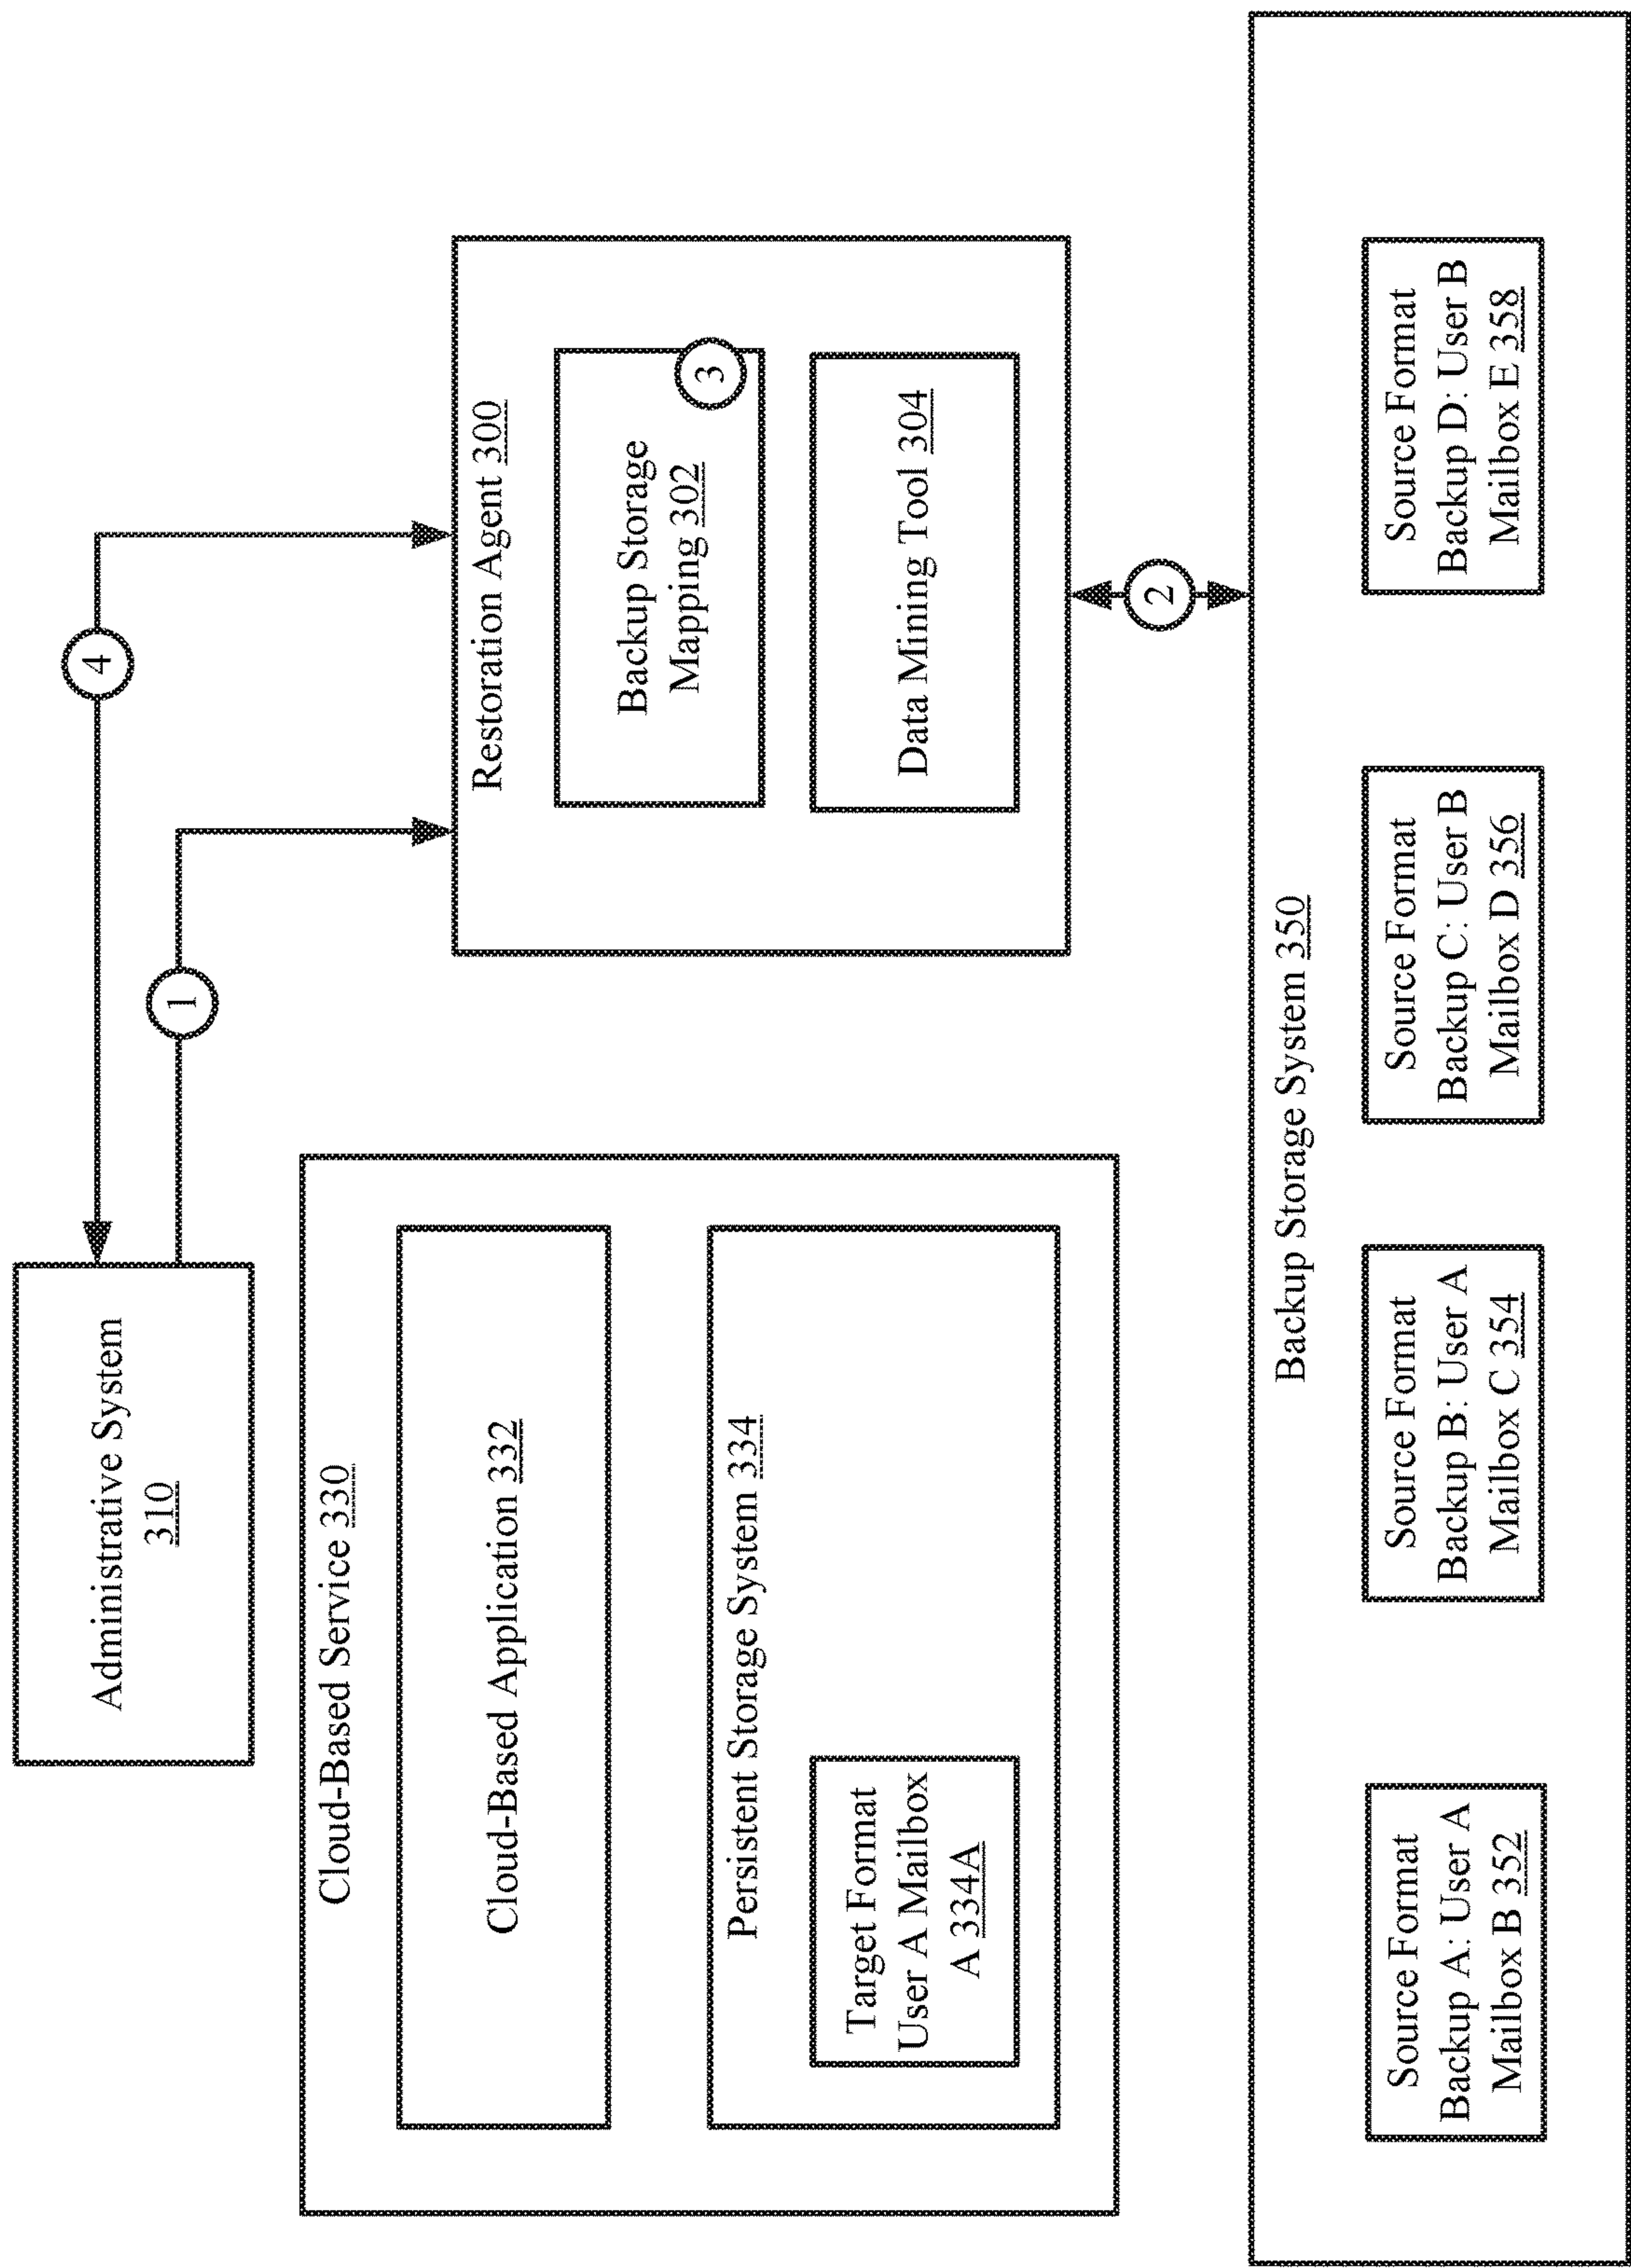 Administrative System
310
4
1
Cloud-Based Service 330
Cloud-Based Application 332
Persistent Storage System 334
Target Format
User A Mailbox
A 334A
Restoration Agent 300
Backup Storage
Mapping 302
3
Data Mining Tool 304
2
Backup Storage System 350
Source Format
Backup A: User A
Mailbox B 352
Source Format
Backup B: User A
Mailbox C 354
Source Format
Backup C: User B
Mailbox D 356
Source Format
Backup D: User B
Mailbox E 358